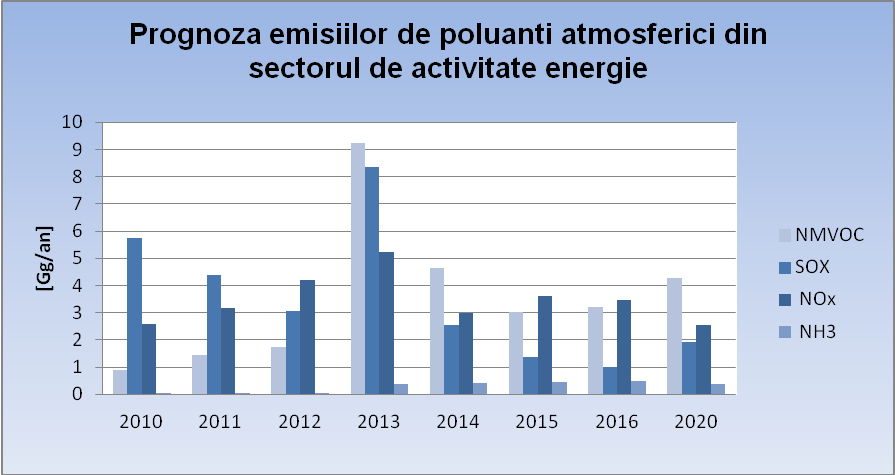 Prognoza emisiilor de poluanti atmosferici din
sectorul de activitate energie
[Gg/an]
10
9
8
7
6
5
4
3
2
1
0
2010 2011 2012 2013 2014 2015 2016 2020
NMVOC
SOX
NOx
NH3